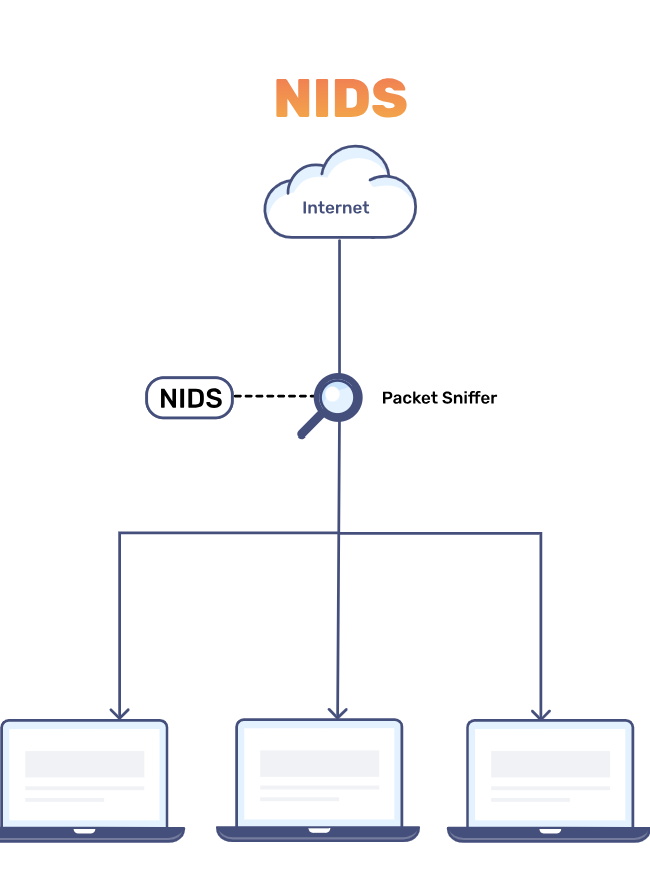 NIDS
Internet
NIDS
Packet Sniffer